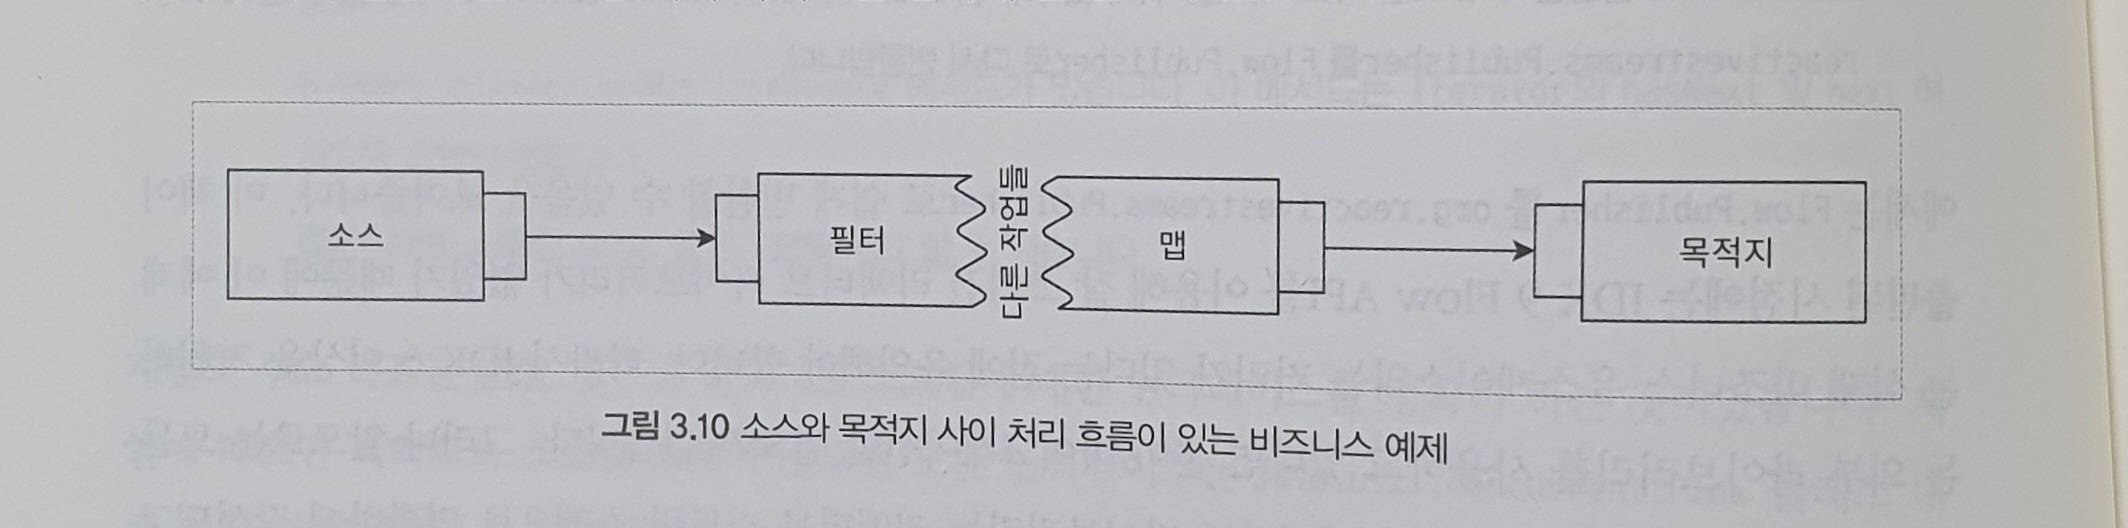 소스
필터
다른 작업들
맵
목적지
그림 3.10 소스와 목적지 사이 처리 흐름이 있는 비즈니스 예제